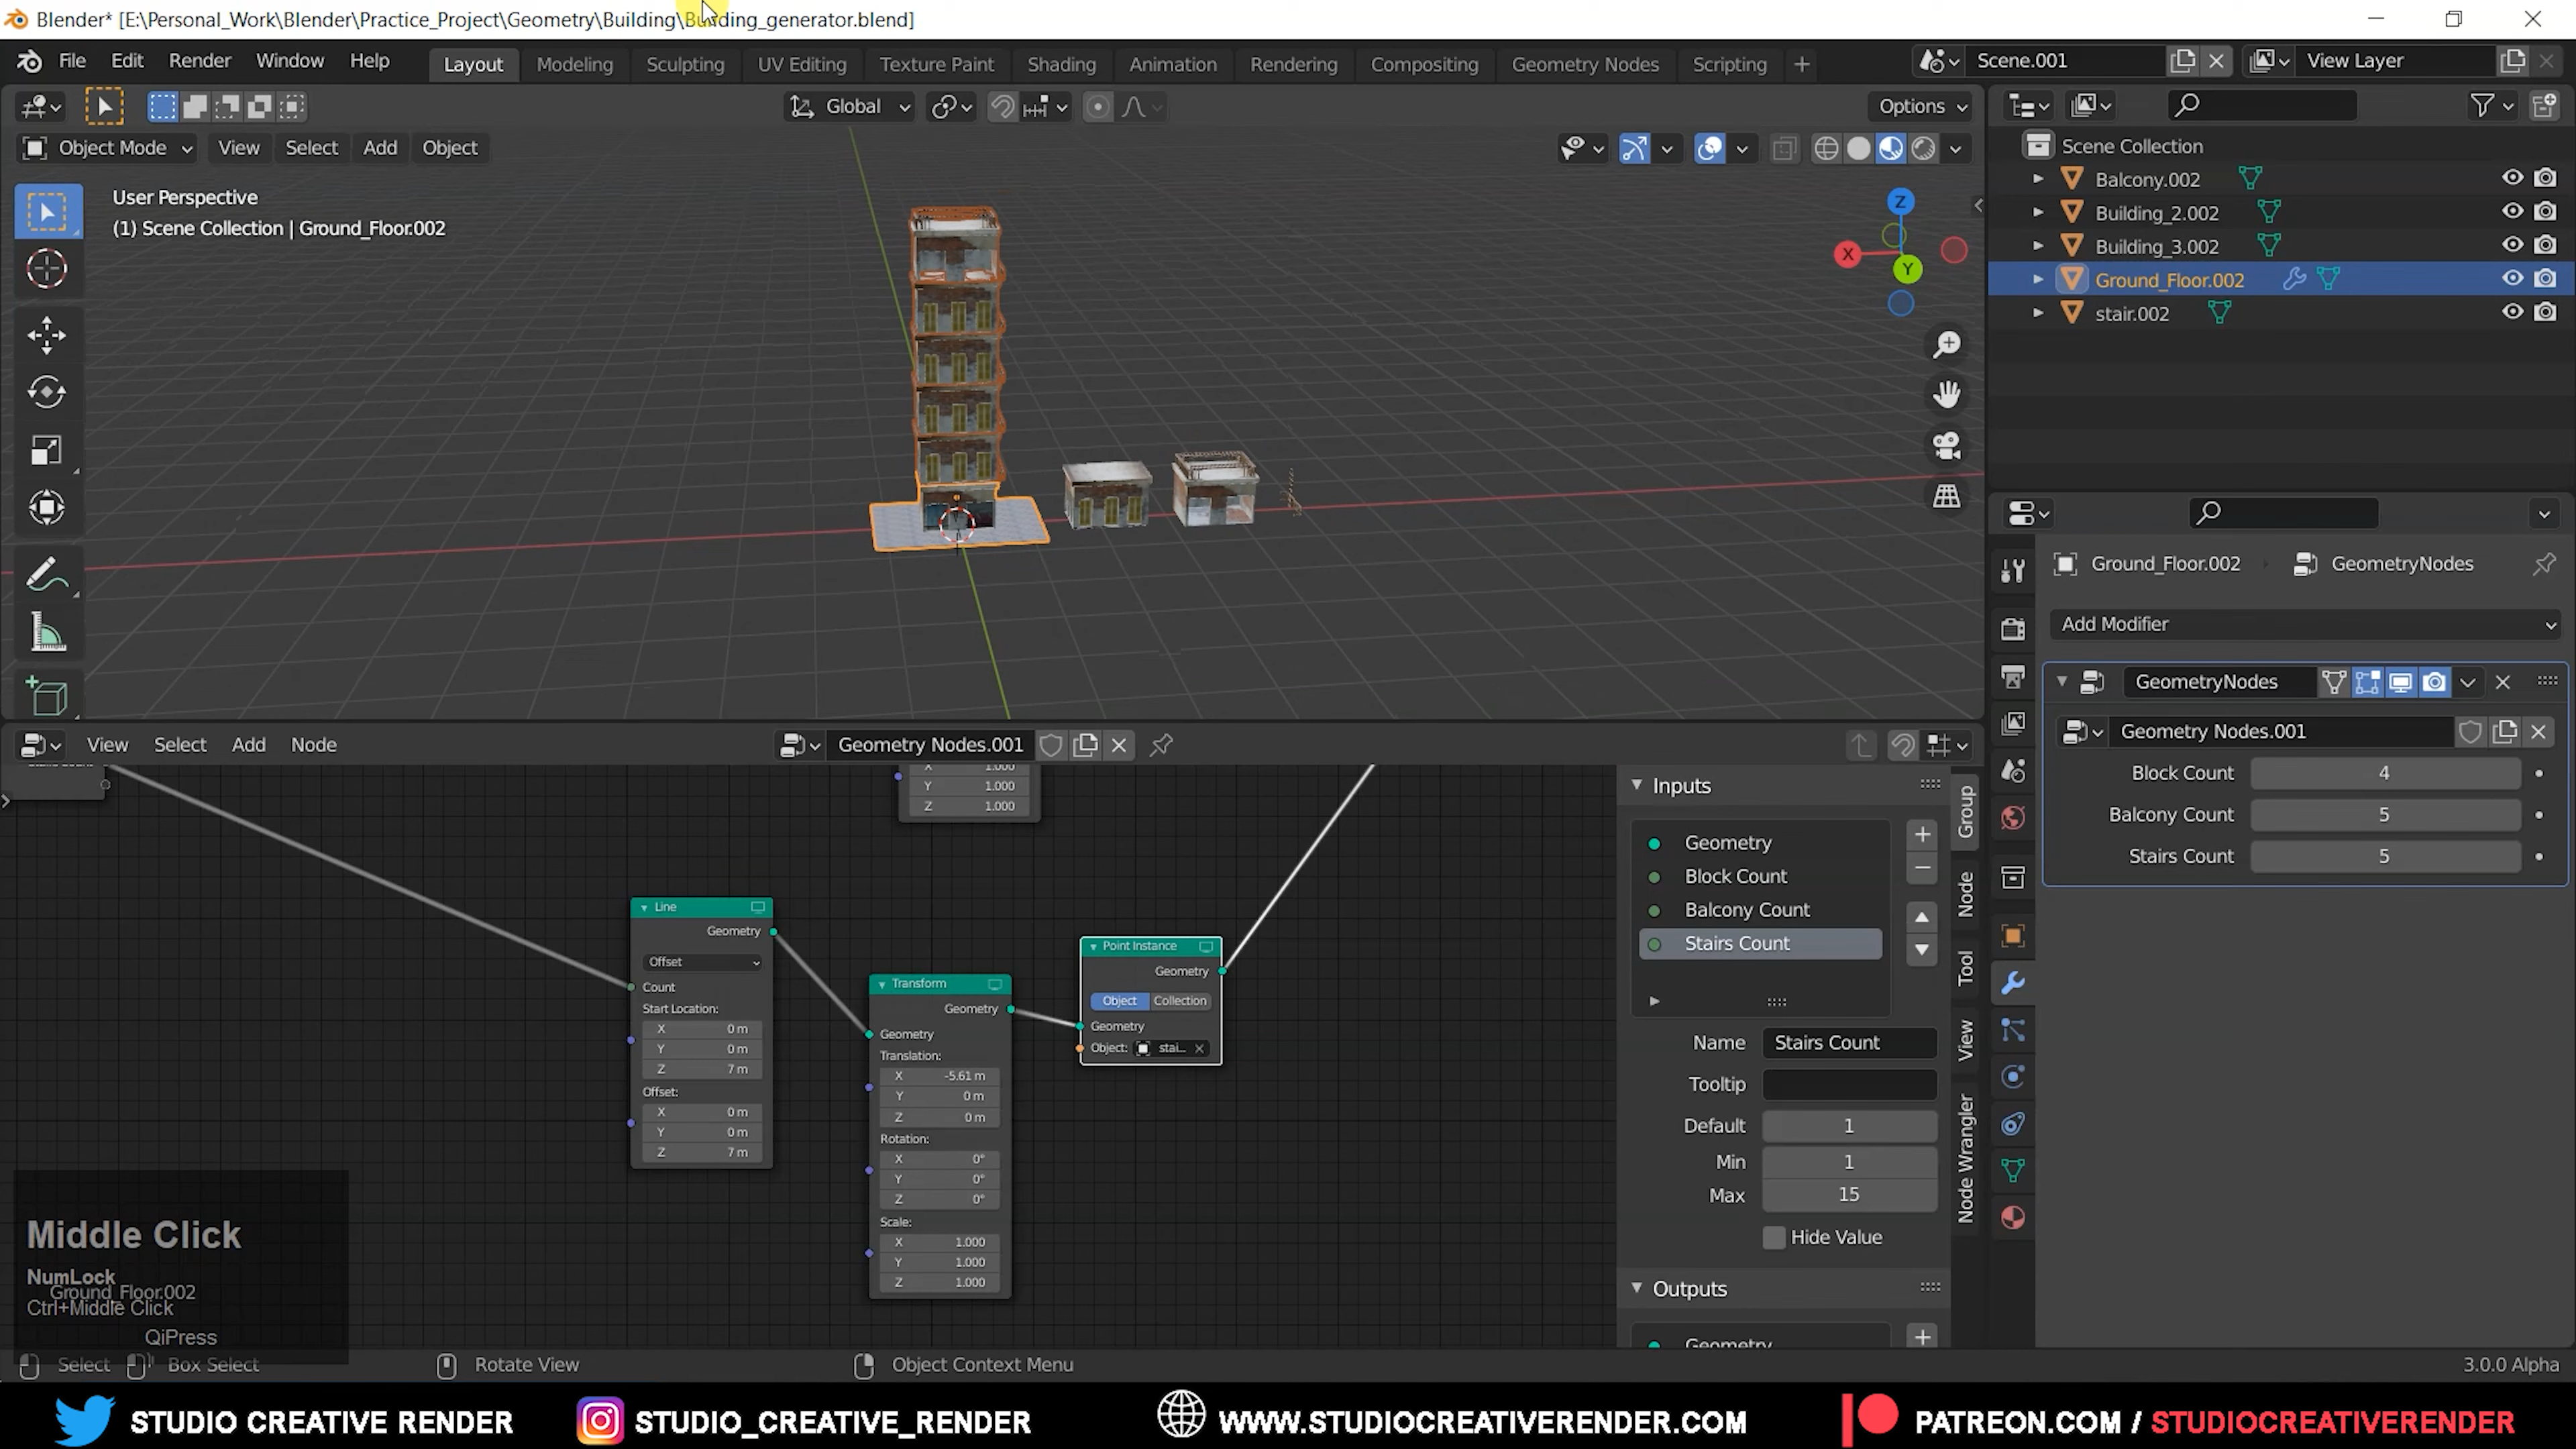 Blender* [E:\Personal_Work\Blender\Practice_Project\Geometry\Building\Building_generator.blend]
File Edit Render Window Help Layout Modeling Sculpting UV Editing Texture Paint Shading Animation Rendering Compositing Geometry Nodes Scripting + Scene.001 View Layer
Global Options
Object Mode View Select Add Object
User Perspective
(1) Scene Collection | Ground_Floor.002
Z
X
Y
Scene Collection
Balcony.002
Building_2.002
Building_3.002
Ground_Floor.002
stair.002
Ground_Floor.002 GeometryNodes
Add Modifier
GeometryNodes
Geometry Nodes.001
Block Count 4
Balcony Count 5
Stairs Count 5
View Select Add Node Geometry Nodes.001
X 1.000
Y 1.000
Z 1.000
Line
Geometry
Offset
Count
Start Location:
X 0 m
Y 0 m
Z 7 m
Offset:
X 0 m
Y 0 m
Z 7 m
Transform
Geometry
Geometry
Translation:
X -5.61 m
Y 0 m
Z 0 m
Rotation:
X 0°
Y 0°
Z 0°
Scale:
X 1.000
Y 1.000
Z 1.000
Point Instance
Geometry
Object Collection
Geometry
Object: stai...
Inputs
Geometry
Block Count
Balcony Count
Stairs Count
Name Stairs Count
Tooltip
Default 1
Min 1
Max 15
Hide Value
Outputs
Geometry
Group
Node
Tool
View
Node Wrangler
Middle Click
NumLock
Ground_Floor.002
Ctrl+Middle Click
QiPress
Select Box Select Rotate View Object Context Menu 3.0.0 Alpha
STUDIO CREATIVE RENDER STUDIO_CREATIVE_RENDER WWW.STUDIOCREATIVERENDER.COM PATREON.COM / STUDIOCREATIVERENDER